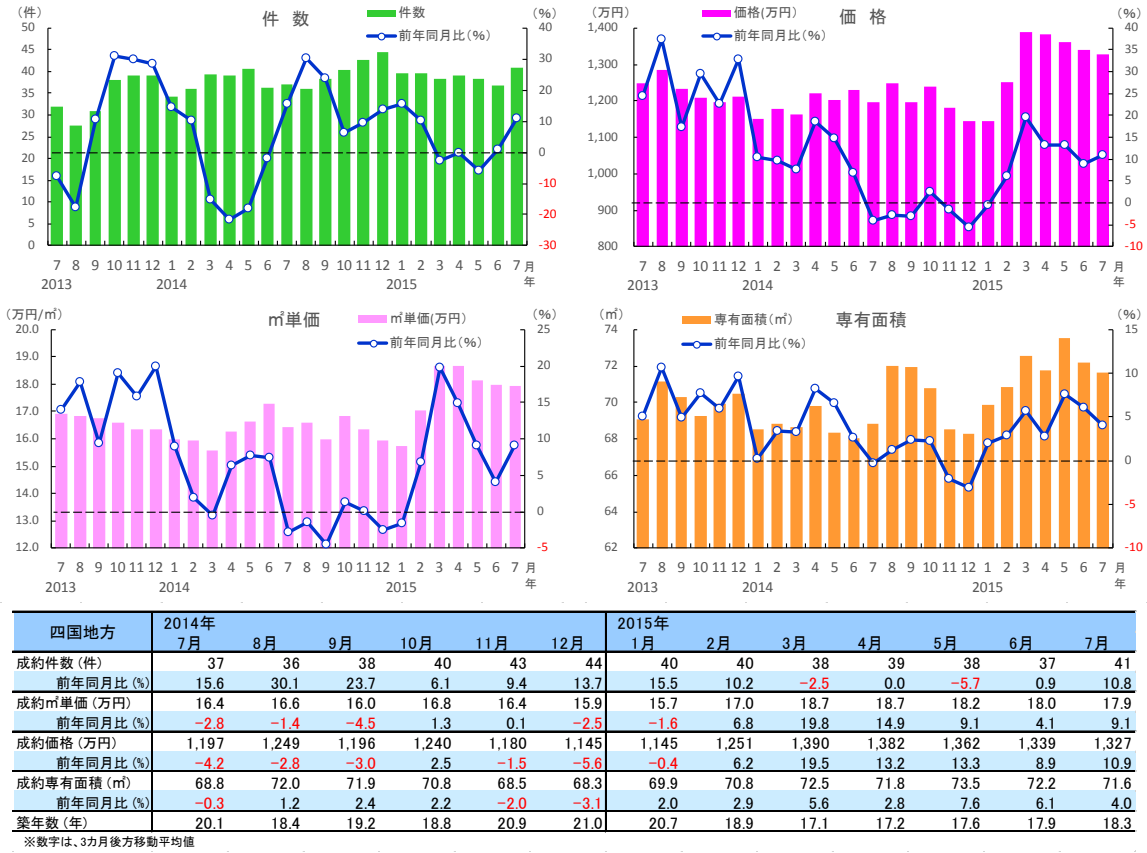 件 数
(件)
(%)
件数
前年同月比(%)
50
45
40
35
30
25
20
15
10
5
0
40
30
20
10
0
-10
-20
-30
7 8 9 10 11 12 1 2 3 4 5 6 7 8 9 10 11 12 1 2 3 4 5 6 7 月
2013 2014 2015 年
価 格
(万円)
(%)
価格(万円)
前年同月比(%)
1,400
1,300
1,200
1,100
1,000
900
800
40
35
30
25
20
15
10
5
0
-5
-10
7 8 9 10 11 12 1 2 3 4 5 6 7 8 9 10 11 12 1 2 3 4 5 6 7 月
2013 2014 2015 年
㎡単価
(万円/㎡)
(%)
㎡単価(万円)
前年同月比(%)
20.0
19.0
18.0
17.0
16.0
15.0
14.0
13.0
12.0
25
20
15
10
5
0
-5
7 8 9 10 11 12 1 2 3 4 5 6 7 8 9 10 11 12 1 2 3 4 5 6 7 月
2013 2014 2015 年
専有面積
(㎡)
(%)
専有面積(㎡)
前年同月比(%)
74
72
70
68
66
64
62
15
10
5
0
-5
-10
7 8 9 10 11 12 1 2 3 4 5 6 7 8 9 10 11 12 1 2 3 4 5 6 7 月
2013 2014 2015 年
四国地方 2014年 2015年
7月 8月 9月 10月 11月 12月 1月 2月 3月 4月 5月 6月 7月
成約件数(件) 37 36 38 40 43 44 40 40 38 39 38 37 41
前年同月比(%) 15.6 30.1 23.7 6.1 9.4 13.7 15.5 10.2 -2.5 0.0 -5.7 0.9 10.8
成約㎡単価(万円) 16.4 16.6 16.0 16.8 16.4 15.9 15.7 17.0 18.7 18.7 18.2 18.0 17.9
前年同月比(%) -2.8 -1.4 -4.5 1.3 0.1 -2.5 -1.6 6.8 19.8 14.9 9.1 4.1 9.1
成約価格(万円) 1,197 1,249 1,196 1,240 1,180 1,145 1,145 1,251 1,390 1,382 1,362 1,339 1,327
前年同月比(%) -4.2 -2.8 -3.0 2.5 -1.5 -5.6 -0.4 6.2 19.5 13.2 13.3 8.9 10.9
成約専有面積(㎡) 68.8 72.0 71.9 70.8 68.5 68.3 69.9 70.8 72.5 71.8 73.5 72.2 71.6
前年同月比(%) -0.3 1.2 2.4 2.2 -2.0 -3.1 2.0 2.9 5.6 2.8 7.6 6.1 4.0
築年数(年) 20.1 18.4 19.2 18.8 20.9 21.0 20.7 18.9 17.1 17.2 17.6 17.9 18.3
※数字は、3カ月後方移動平均値